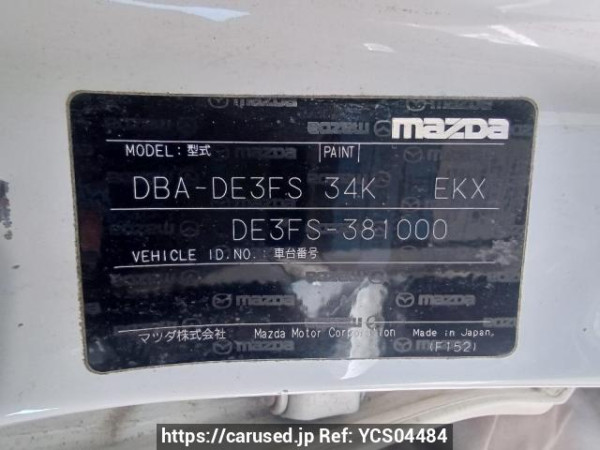 mazda
MODEL: 型式 PAINT
DBA-DE3FS 34K EKX
DE3FS-381000
VEHICLE ID.NO.: 車台番号
マツダ株式会社 Mazda Motor Corporation Made in Japan.
(F152)
https://carused.jp Ref: YCS04484